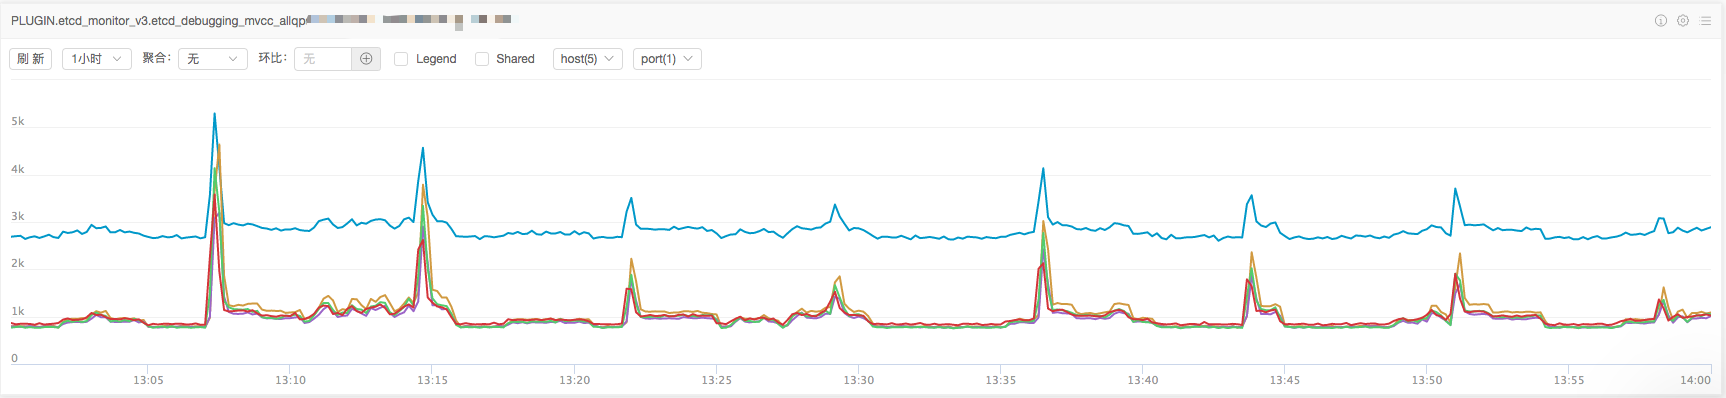 PLUGIN.etcd_monitor_v3.etcd_debugging_mvcc_allqp
刷 新 1小时 聚合： 无 环比： 无 Legend Shared host(5) port(1)
5k
4k
3k
2k
1k
0
13:05 13:10 13:15 13:20 13:25 13:30 13:35 13:40 13:45 13:50 13:55 14:00